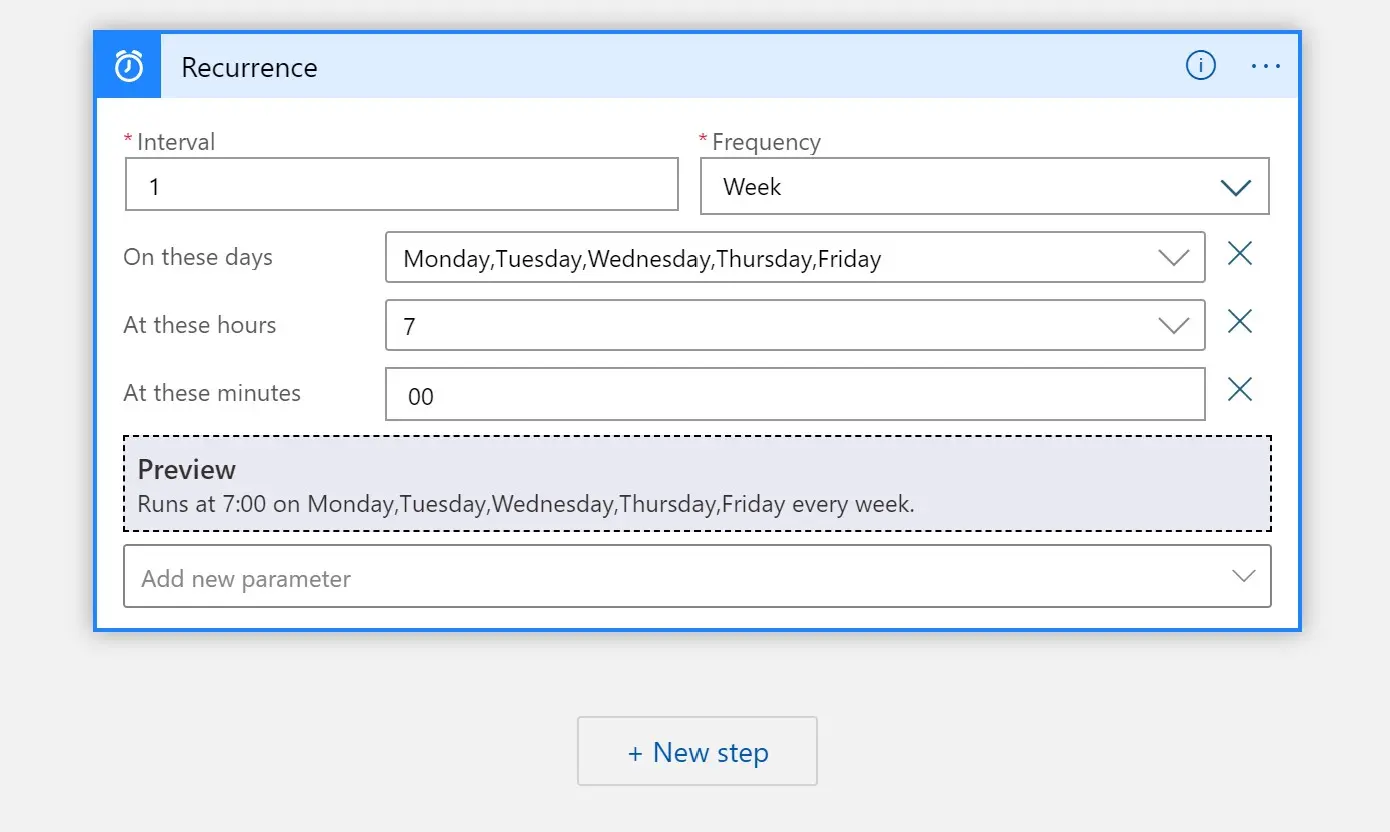 Recurrence
* Interval
* Frequency
1
Week
On these days
Monday,Tuesday,Wednesday,Thursday,Friday
At these hours
7
At these minutes
00
Preview
Runs at 7:00 on Monday,Tuesday,Wednesday,Thursday,Friday every week.
Add new parameter
+ New step